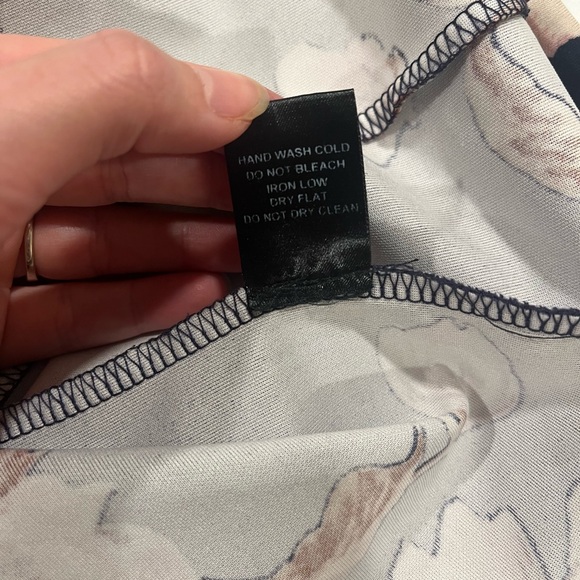 HAND WASH COLD
DO NOT BLEACH
IRON LOW
DRY FLAT
DO NOT DRY CLEAN